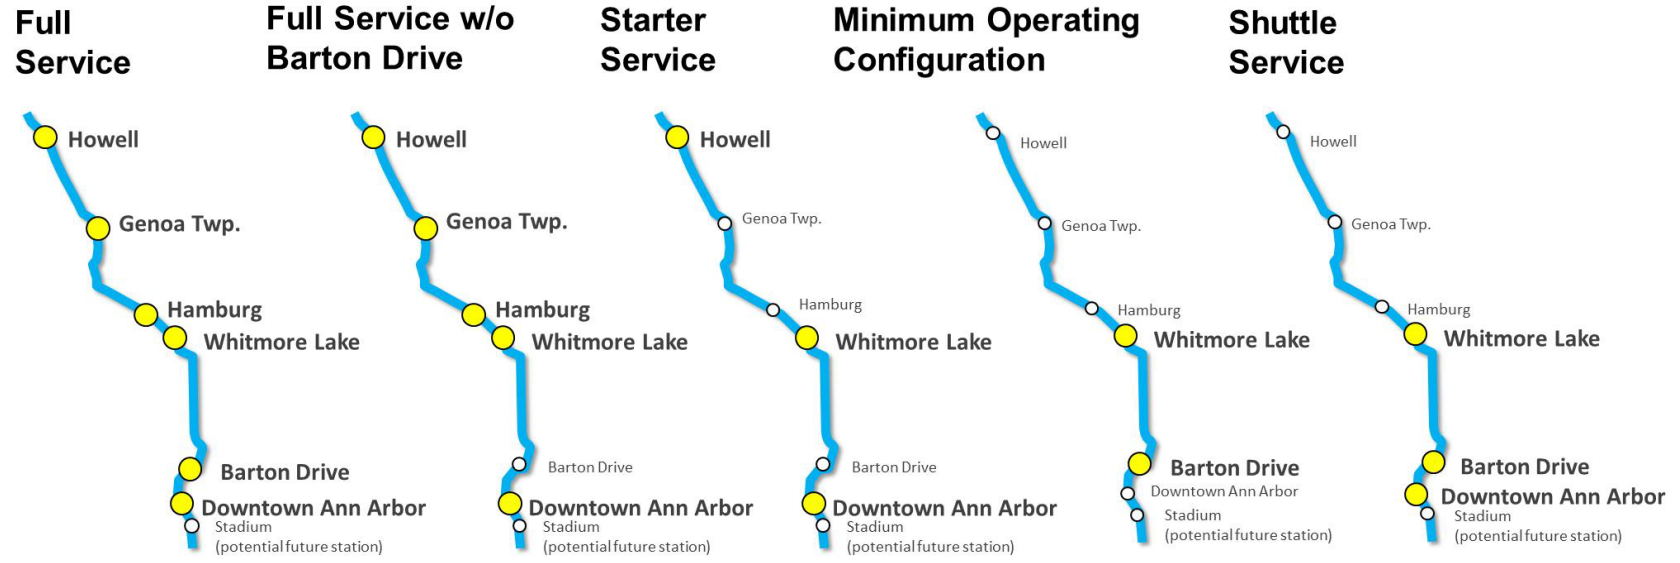 Full
Service
Howell
Genoa Twp.
Hamburg
Whitmore Lake
Barton Drive
Downtown Ann Arbor
Stadium
(potential future station)
Full Service w/o
Barton Drive
Howell
Genoa Twp.
Hamburg
Whitmore Lake
Barton Drive
Downtown Ann Arbor
Stadium
(potential future station)
Starter
Service
Howell
Genoa Twp.
Hamburg
Whitmore Lake
Barton Drive
Downtown Ann Arbor
Stadium
(potential future station)
Minimum Operating
Configuration
Howell
Genoa Twp.
Hamburg
Whitmore Lake
Barton Drive
Downtown Ann Arbor
Stadium
(potential future station)
Shuttle
Service
Howell
Genoa Twp.
Hamburg
Whitmore Lake
Barton Drive
Downtown Ann Arbor
Stadium
(potential future station)